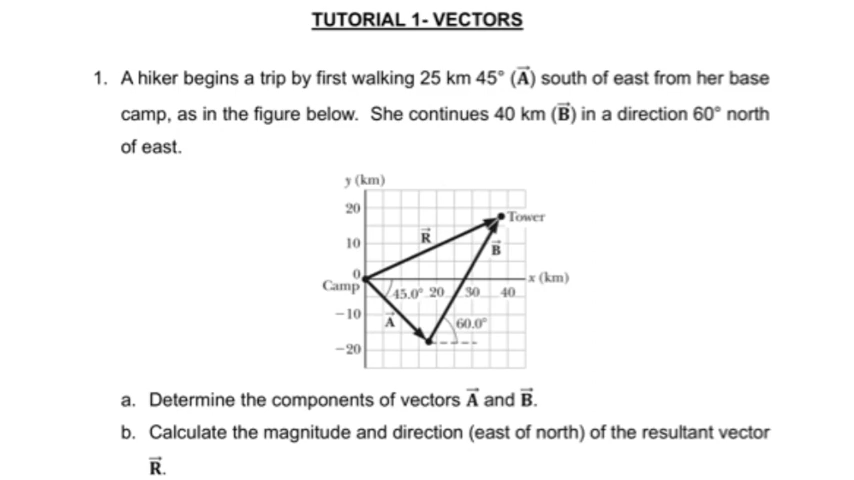 TUTORIAL 1- VECTORS
1. A hiker begins a trip by first walking 25 km 45° (A⃗) south of east from her base
camp, as in the figure below. She continues 40 km (B⃗) in a direction 60° north
of east.
y (km)
20
Tower
R⃗
10
B⃗
0
x (km)
Camp
45.0° 20 30 40
-10
A⃗
60.0°
-20
a. Determine the components of vectors A⃗ and B⃗.
b. Calculate the magnitude and direction (east of north) of the resultant vector
R⃗.